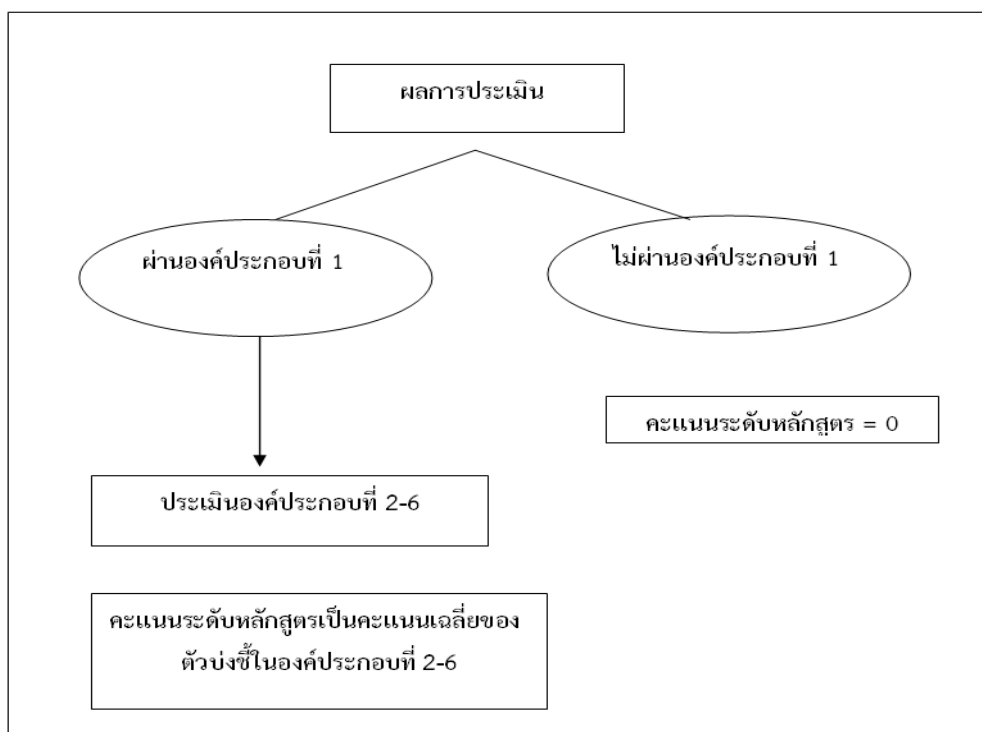 ผลการประเมิน
ผ่านองค์ประกอบที่ 1
ไม่ผ่านองค์ประกอบที่ 1
คะแนนระดับหลักสูตร = 0
ประเมินองค์ประกอบที่ 2-6
คะแนนระดับหลักสูตรเป็นคะแนนเฉลี่ยของ
ตัวบ่งชี้ในองค์ประกอบที่ 2-6